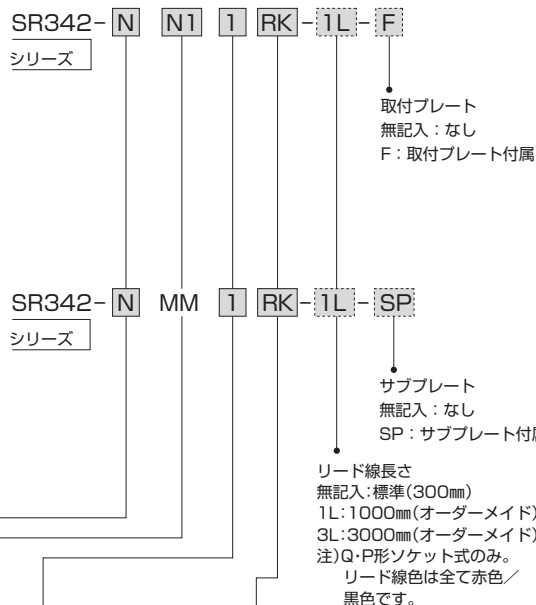 SR342- N N1 1 RK - 1L - F
シリーズ
取付プレート
無記入：なし
F：取付プレート付属
SR342- N MM 1 RK - 1L - SP
シリーズ
サブプレート
無記入：なし
SP：サブプレート付属
リード線長さ
無記入:標準(300㎜)
1L:1000㎜(オーダーメイド)
3L:3000㎜(オーダーメイド)
注)Q・P形ソケット式のみ。
リード線色は全て赤色／
黒色です。